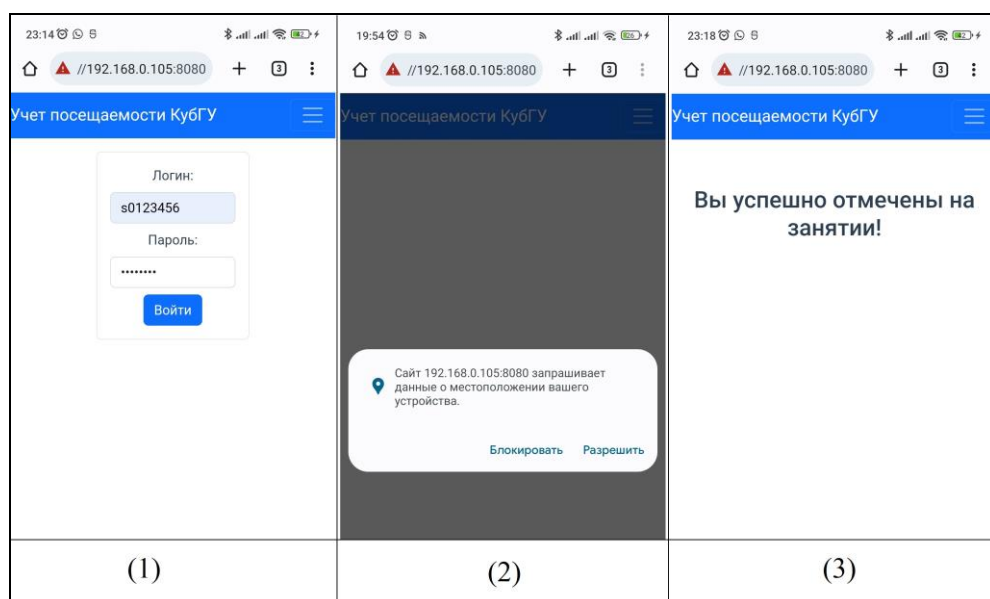 23:14
82
//192.168.0.105:8080
3
Учет посещаемости КубГУ
Логин:
s0123456
Пароль:
••••••••
Войти
(1)
19:54
//192.168.0.105:8080
3
Учет посещаемости КубГУ
Сайт 192.168.0.105:8080 запрашивает
данные о местоположении вашего
устройства.
Блокировать Разрешить
(2)
23:18
82
//192.168.0.105:8080
3
Учет посещаемости КубГУ
Вы успешно отмечены на
занятии!
(3)